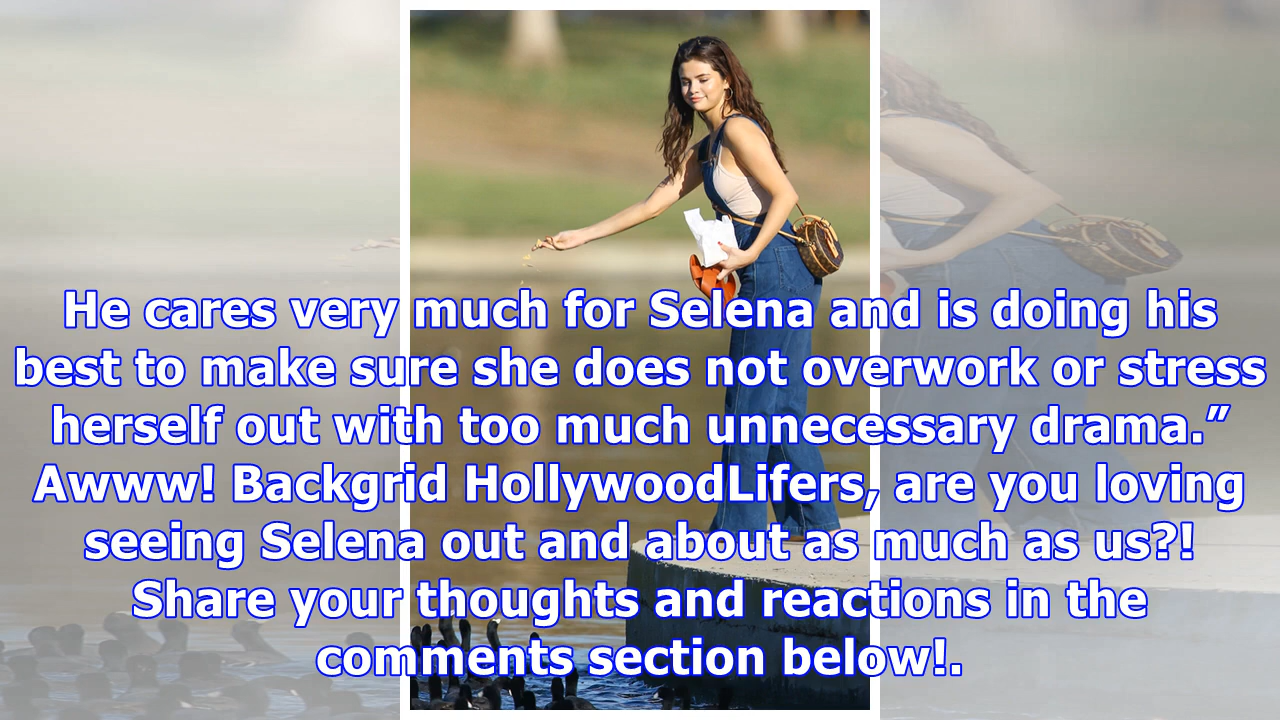 He cares very much for Selena and is doing his
best to make sure she does not overwork or stress
herself out with too much unnecessary drama.”
Awww! Backgrid HollywoodLifers, are you loving
seeing Selena out and about as much as us?!
Share your thoughts and reactions in the
comments section below!.